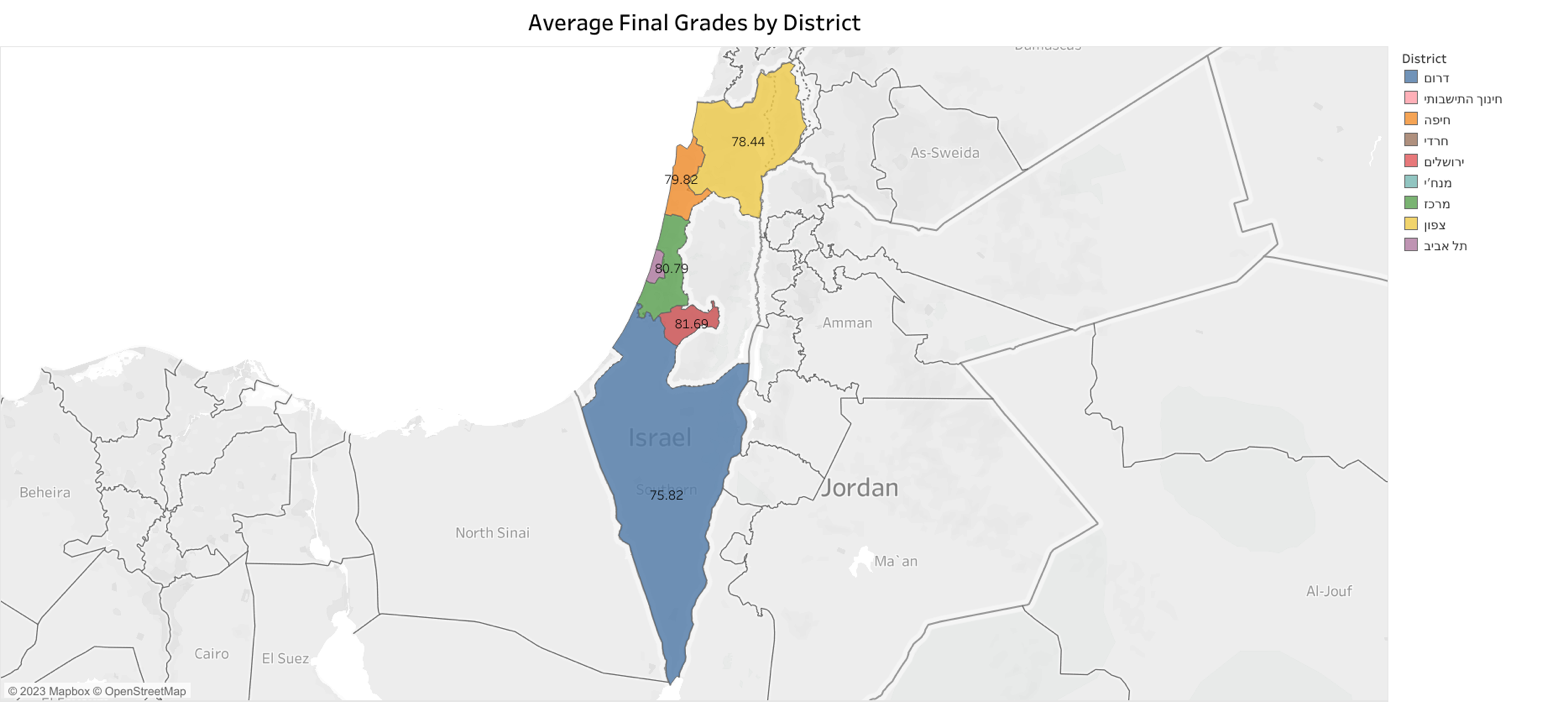 Average Final Grades by District
Damascus
District
דרום
חינוך התישבותי
חיפה
חרדי
ירושלים
מנח'י
מרכז
צפון
תל אביב
78.44
As-Sweida
79.82
80.79
81.69
Amman
Israel
Southern
75.82
Jordan
Beheira
North Sinai
Ma`an
Al-Jouf
Cairo
El Suez
© 2023 Mapbox © OpenStreetMap